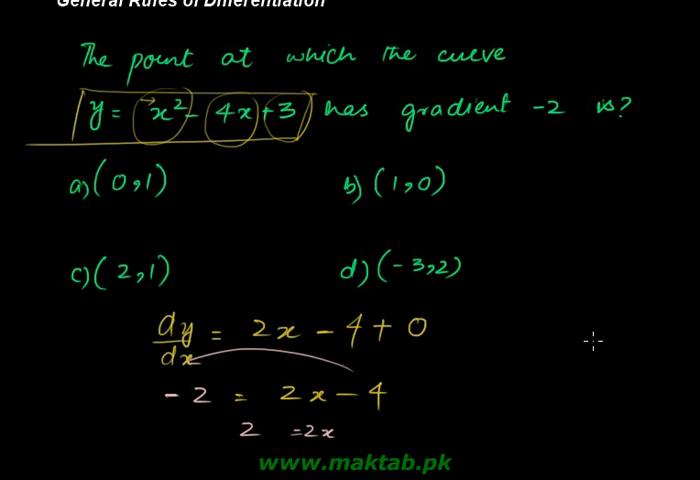 General Rules of Differentiation
The point at which the curve
y = x² - 4x + 3 has gradient -2 is?
a) (0,1) b) (1,0)
c) (2,1) d) (-3,2)
dy/dx = 2x - 4 + 0
-2 = 2x - 4
2 = 2x
www.maktab.pk